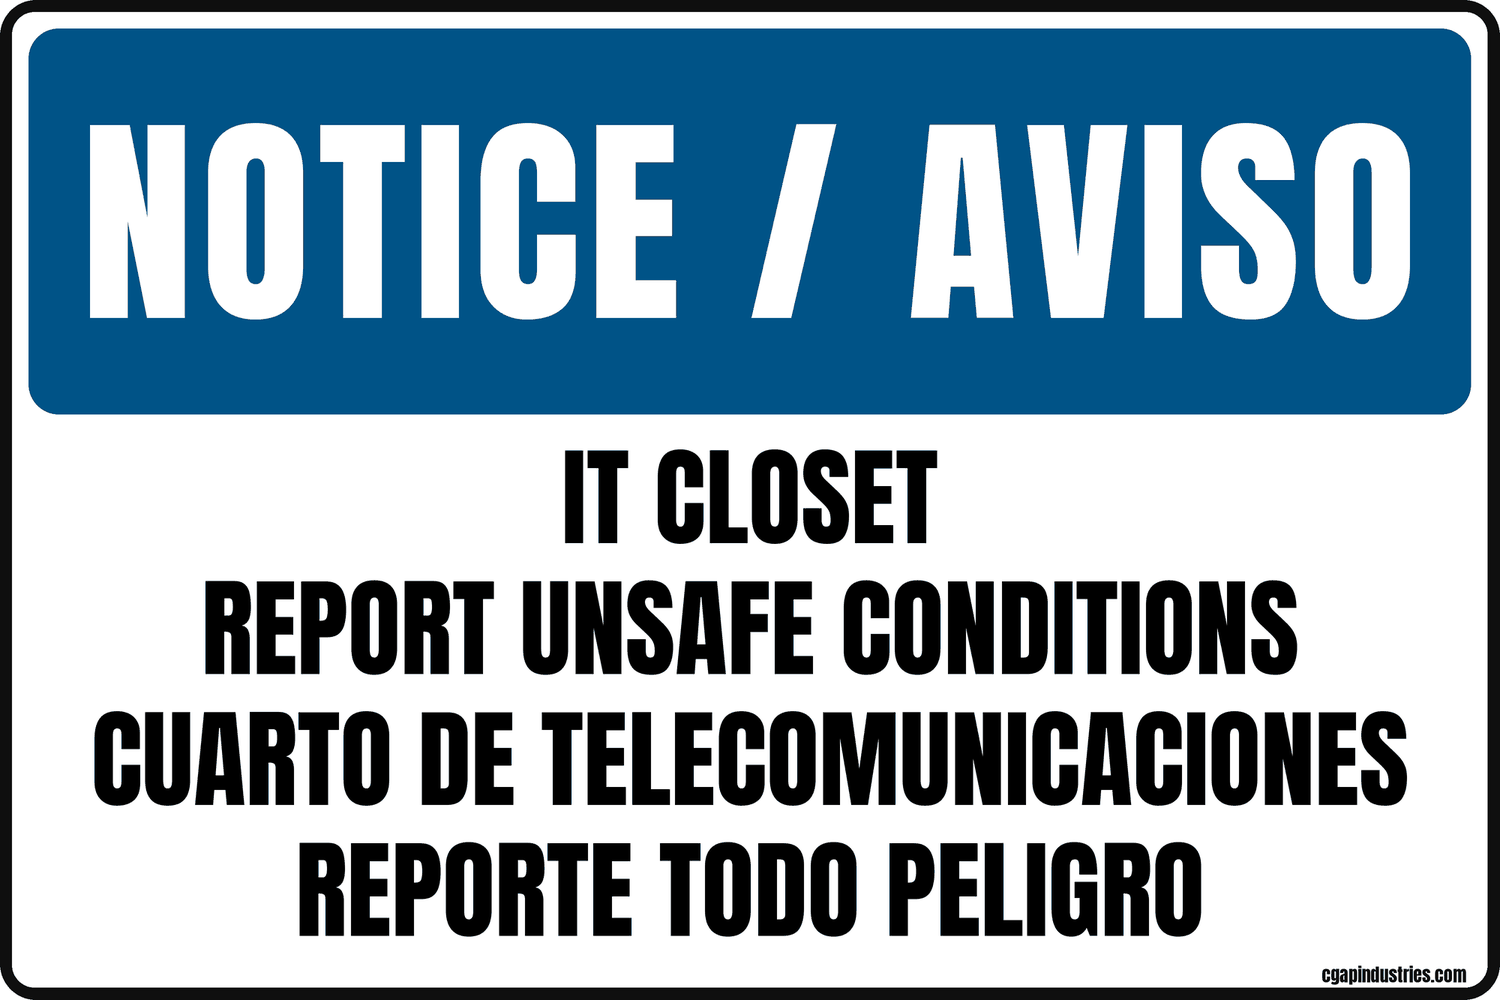 NOTICE / AVISO
IT CLOSET
REPORT UNSAFE CONDITIONS
CUARTO DE TELECOMUNICACIONES
REPORTE TODO PELIGRO
cgapindustries.com